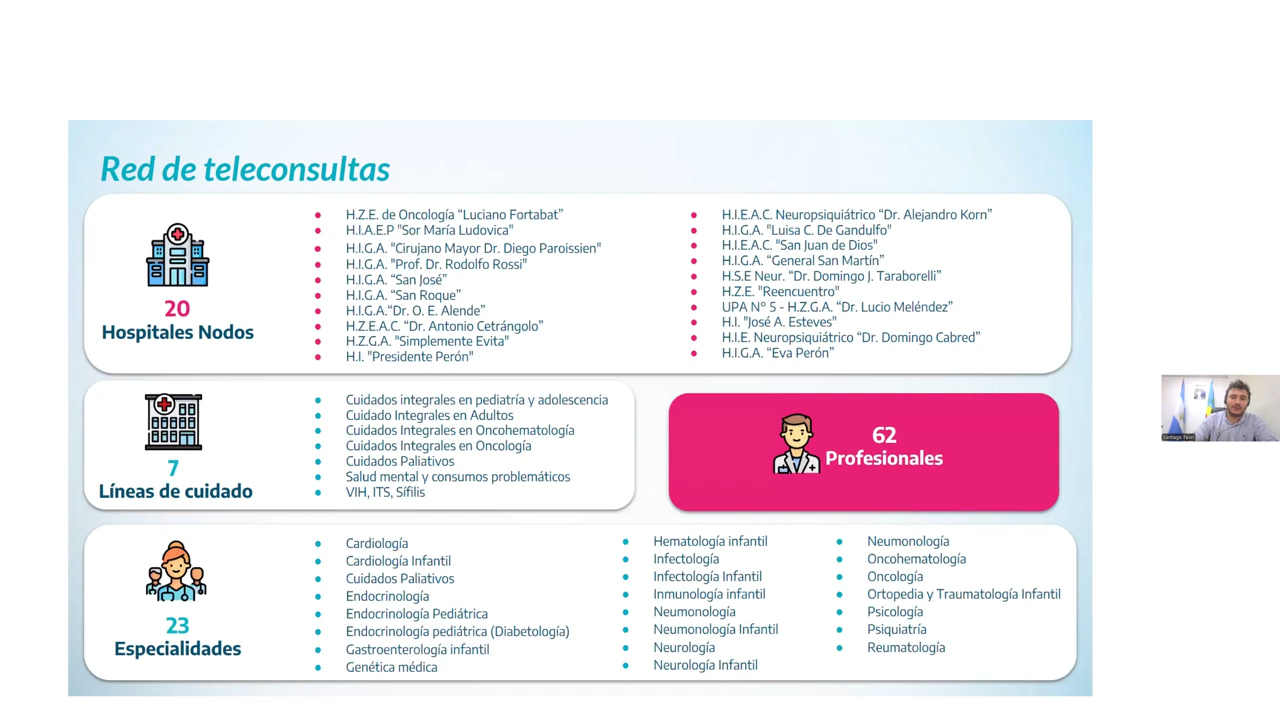 Red de teleconsultas
20
Hospitales Nodos
H.Z.E. de Oncología “Luciano Fortabat”
H.I.A.E.P "Sor María Ludovica"
H.I.G.A. "Cirujano Mayor Dr. Diego Paroissien"
H.I.G.A. "Prof. Dr. Rodolfo Rossi"
H.I.G.A. “San José”
H.I.G.A. “San Roque”
H.I.G.A.“Dr. O. E. Alende”
H.Z.E.A.C. “Dr. Antonio Cetrángolo”
H.Z.G.A. "Simplemente Evita"
H.I. "Presidente Perón"
H.I.E.A.C. Neuropsiquiátrico “Dr. Alejandro Korn”
H.I.G.A. "Luisa C. De Gandulfo"
H.I.E.A.C. "San Juan de Dios"
H.I.G.A. “General San Martín”
H.S.E Neur. “Dr. Domingo J. Taraborelli”
H.Z.E. "Reencuentro"
UPA N° 5 - H.Z.G.A. “Dr. Lucio Meléndez”
H.I. "José A. Esteves"
H.I.E. Neuropsiquiátrico “Dr. Domingo Cabred”
H.I.G.A. “Eva Perón”
7
Líneas de cuidado
Cuidados integrales en pediatría y adolescencia
Cuidado Integrales en Adultos
Cuidados Integrales en Oncohematología
Cuidados Integrales en Oncología
Cuidados Paliativos
Salud mental y consumos problemáticos
VIH, ITS, Sífilis
62
Profesionales
23
Especialidades
Cardiología
Cardiología Infantil
Cuidados Paliativos
Endocrinología
Endocrinología Pediátrica
Endocrinología pediátrica (Diabetología)
Gastroenterología infantil
Genética médica
Hematología infantil
Infectología
Infectología Infantil
Inmunología infantil
Neumonología
Neumonología Infantil
Neurología
Neurología Infantil
Neumonología
Oncohematología
Oncología
Ortopedia y Traumatología Infantil
Psicología
Psiquiatría
Reumatología
Santiago